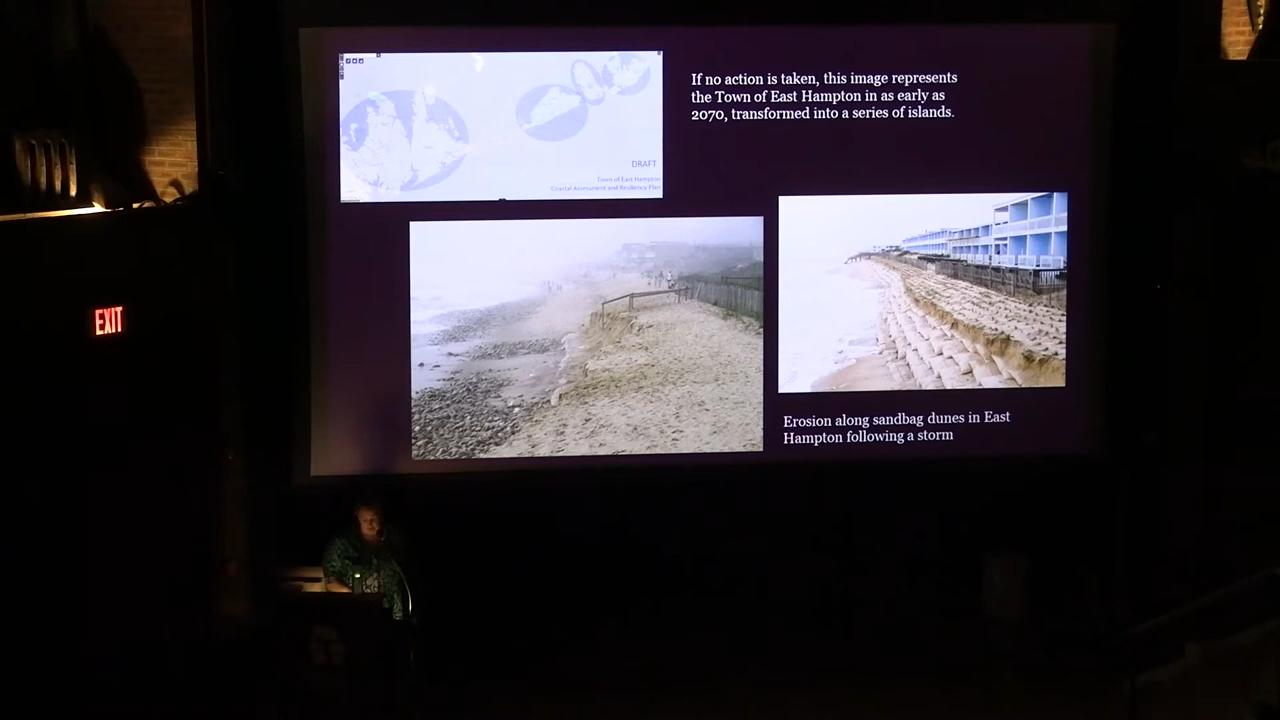 If no action is taken, this image represents
the Town of East Hampton in as early as
2070, transformed into a series of islands.
DRAFT
Town of East Hampton
Coastal Assessment and Resiliency Plan
EXIT
Erosion along sandbag dunes in East
Hampton following a storm